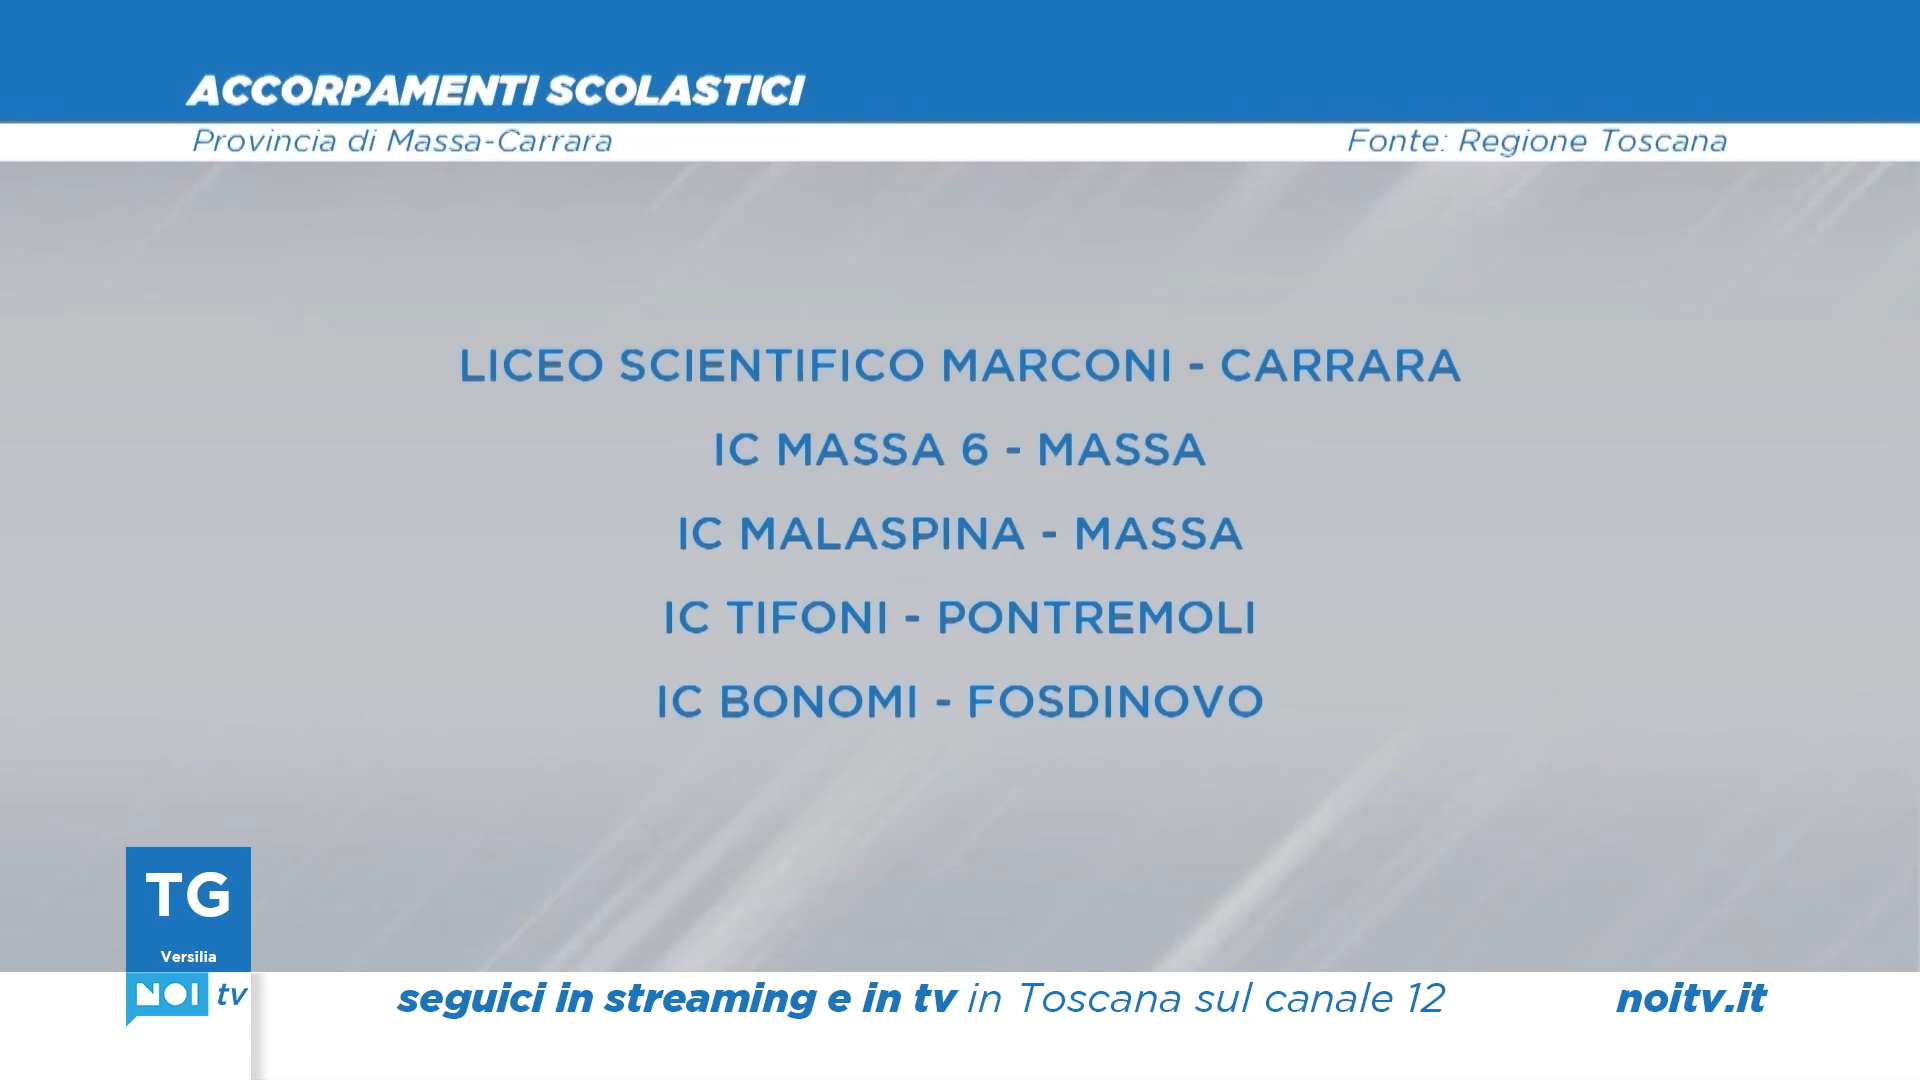 ACCORPAMENTI SCOLASTICI
Provincia di Massa-Carrara
Fonte: Regione Toscana
LICEO SCIENTIFICO MARCONI - CARRARA
IC MASSA 6 - MASSA
IC MALASPINA - MASSA
IC TIFONI - PONTREMOLI
IC BONOMI - FOSDINOVO
TG
Versilia
NOI tv
seguici in streaming e in tv in Toscana sul canale 12
noitv.it